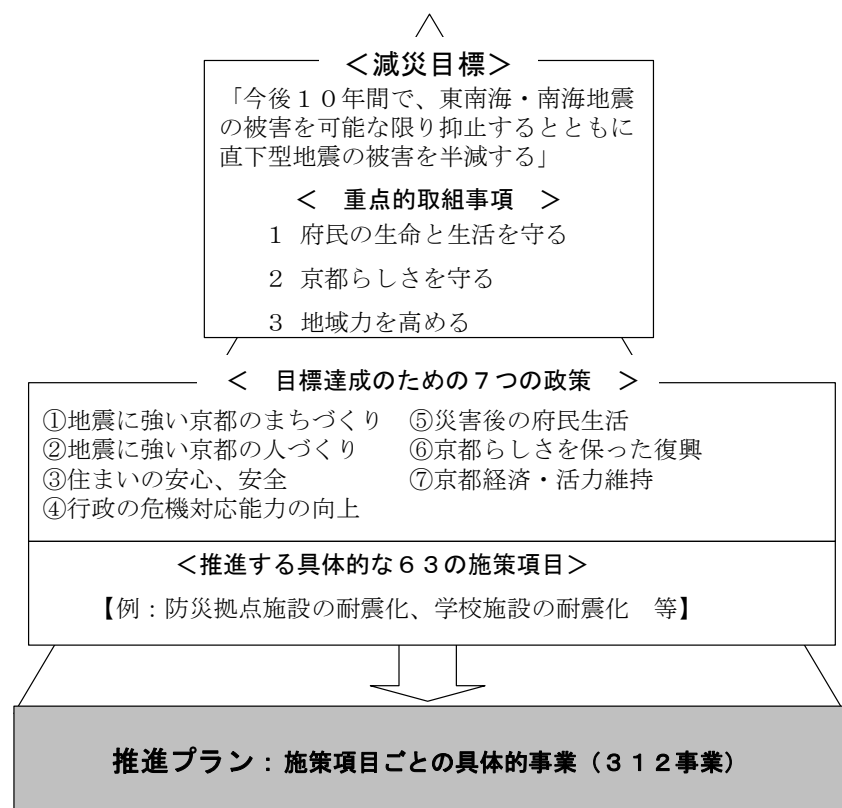 ＜減災目標＞
「今後１０年間で、東南海・南海地震
の被害を可能な限り抑止するとともに
直下型地震の被害を半減する」
＜　重点的取組事項　＞
１ 府民の生命と生活を守る
２ 京都らしさを守る
３ 地域力を高める
＜　目標達成のための７つの政策　＞
①地震に強い京都のまちづくり　⑤災害後の府民生活
②地震に強い京都の人づくり　⑥京都らしさを保った復興
③住まいの安心、安全　⑦京都経済・活力維持
④行政の危機対応能力の向上
＜推進する具体的な６３の施策項目＞
【例：防災拠点施設の耐震化、学校施設の耐震化　等】
推進プラン：施策項目ごとの具体的事業（３１２事業）